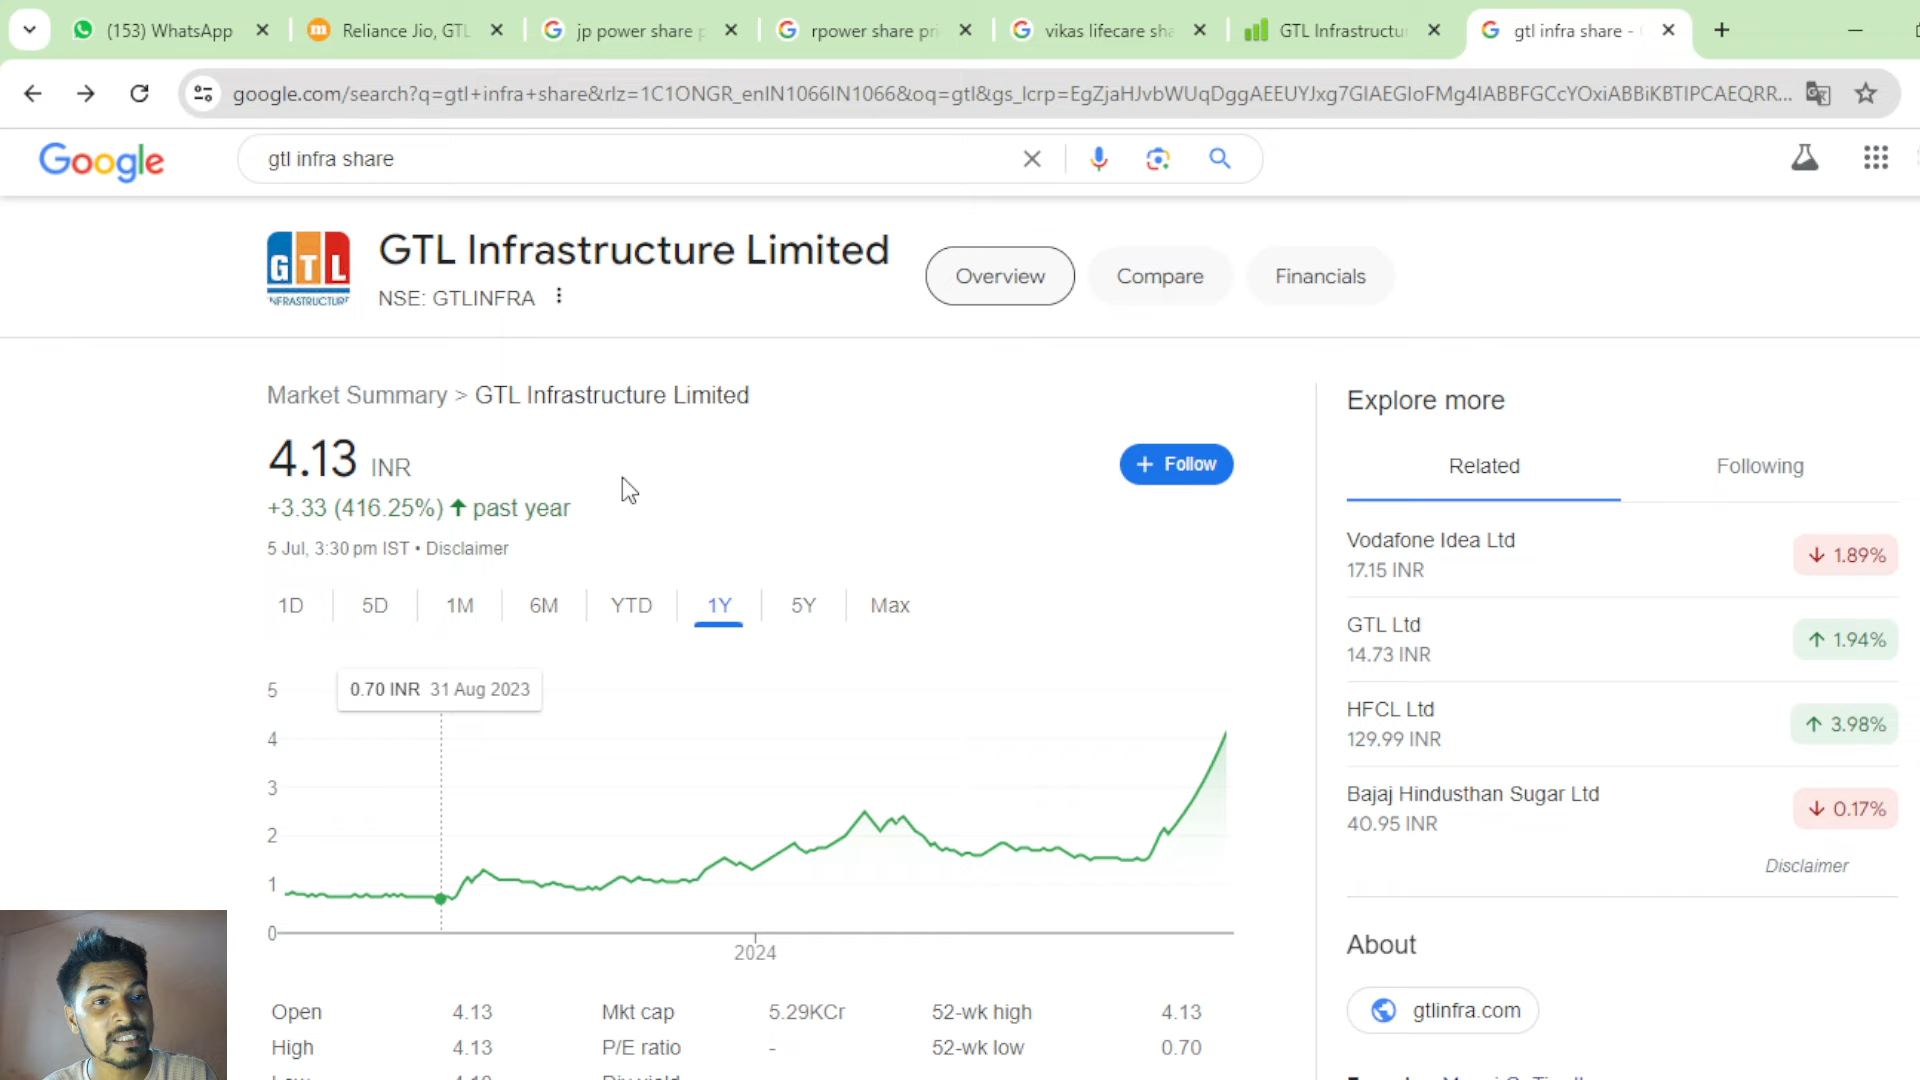 (153) WhatsApp
Reliance Jio, GTL
jp power share p
rpower share pri
vikas lifecare sha
GTL Infrastructur
gtl infra share -
google.com/search?q=gtl+infra+share&rlz=1C1ONGR_enIN1066IN1066&oq=gtl&gs_lcrp=EgZjaHJvbWUqDggAEEUYJxg7GIAEGIoFMg4IABBFGCcYOxiABBiKBTIPCAEQRR...
Google
gtl infra share
GTL
INFRASTRUCTURE
GTL Infrastructure Limited
NSE: GTLINFRA
Overview
Compare
Financials
Market Summary > GTL Infrastructure Limited
4.13 INR
+ Follow
+3.33 (416.25%) ↑ past year
5 Jul, 3:30 pm IST • Disclaimer
1D 5D 1M 6M YTD 1Y 5Y Max
0.70 INR 31 Aug 2023
5
4
3
2
1
0
2024
Open 4.13 Mkt cap 5.29KCr 52-wk high 4.13
High 4.13 P/E ratio - 52-wk low 0.70
Explore more
Related Following
Vodafone Idea Ltd
17.15 INR
↓ 1.89%
GTL Ltd
14.73 INR
↑ 1.94%
HFCL Ltd
129.99 INR
↑ 3.98%
Bajaj Hindusthan Sugar Ltd
40.95 INR
↓ 0.17%
Disclaimer
About
gtlinfra.com